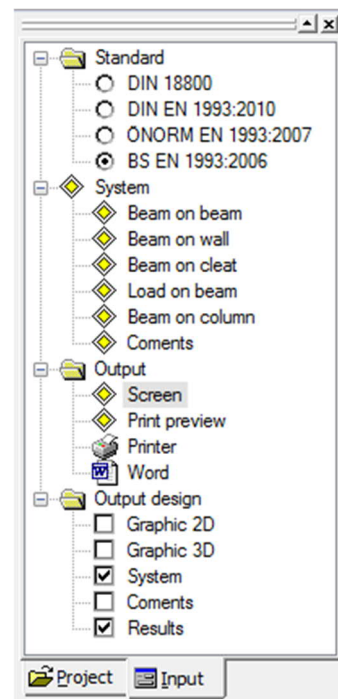 Standard
DIN 18800
DIN EN 1993:2010
ÖNORM EN 1993:2007
BS EN 1993:2006
System
Beam on beam
Beam on wall
Beam on cleat
Load on beam
Beam on column
Coments
Output
Screen
Print preview
Printer
Word
Output design
Graphic 2D
Graphic 3D
System
Coments
Results
Project Input